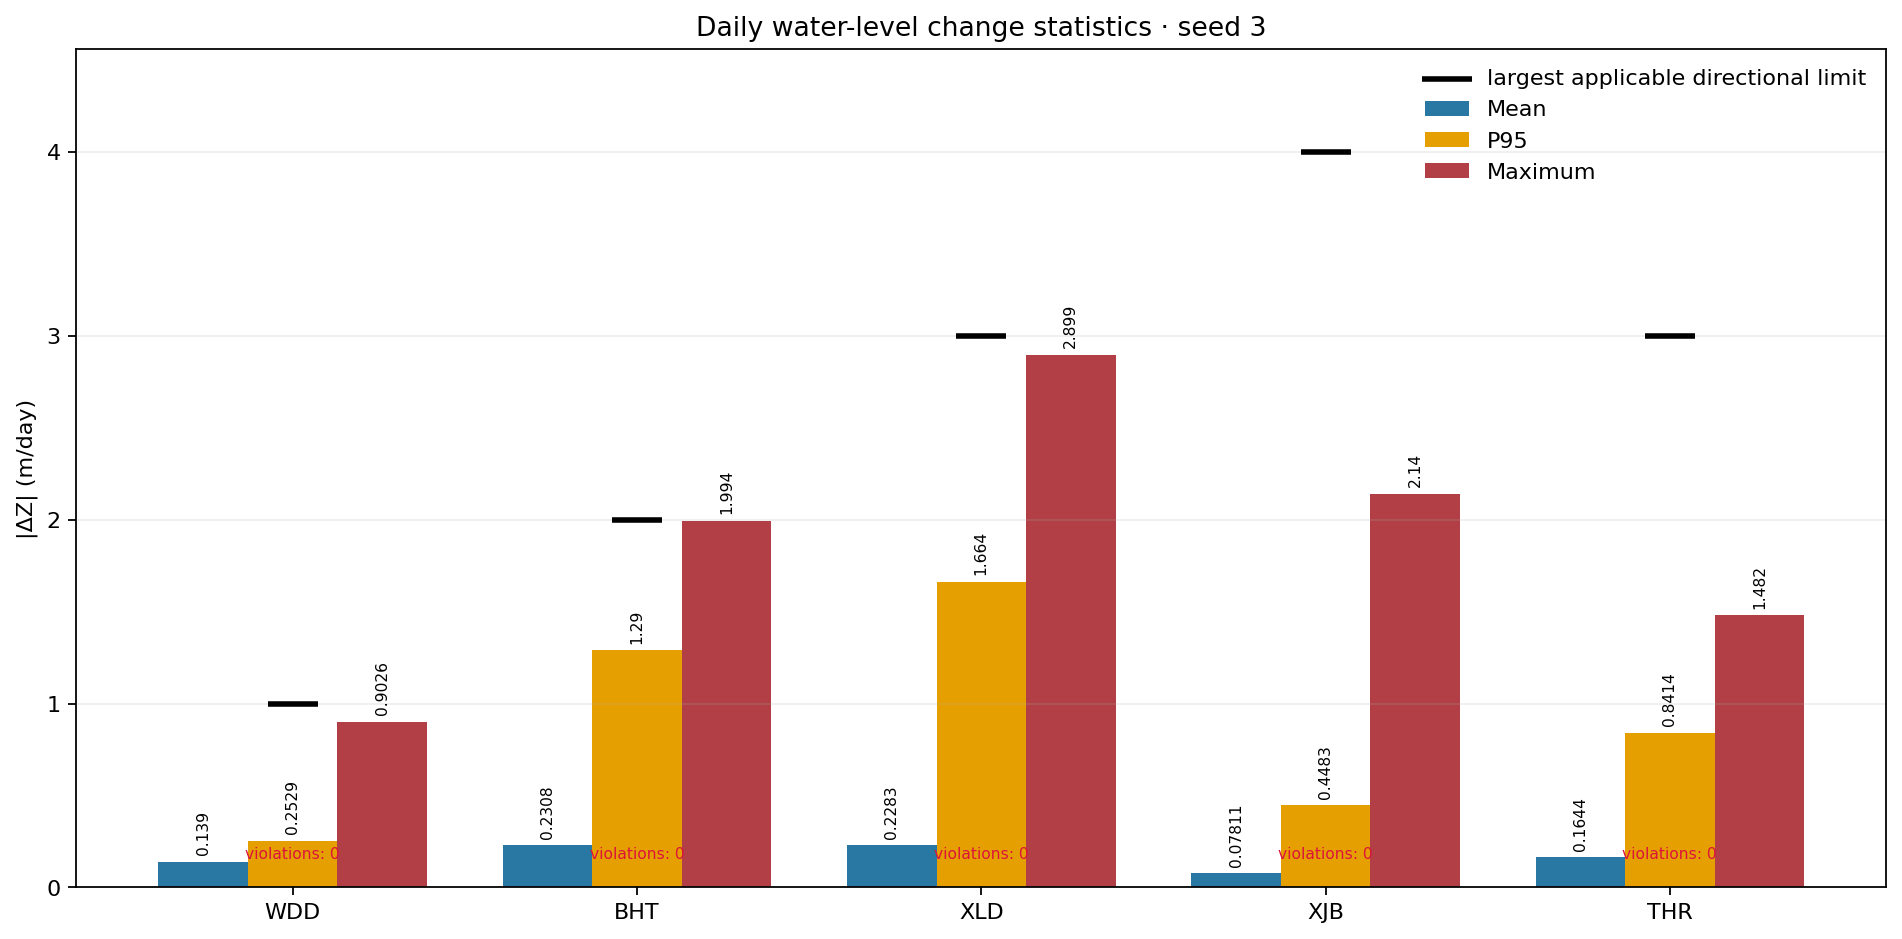 Daily water-level change statistics · seed 3
largest applicable directional limit
Mean
P95
Maximum
|ΔZ| (m/day)
4
3
2
1
0
0.139
0.2529
0.9026
violations: 0
0.2308
1.29
1.994
violations: 0
0.2283
1.664
2.899
violations: 0
0.07811
0.4483
2.14
violations: 0
0.1644
0.8414
1.482
violations: 0
WDD
BHT
XLD
XJB
THR